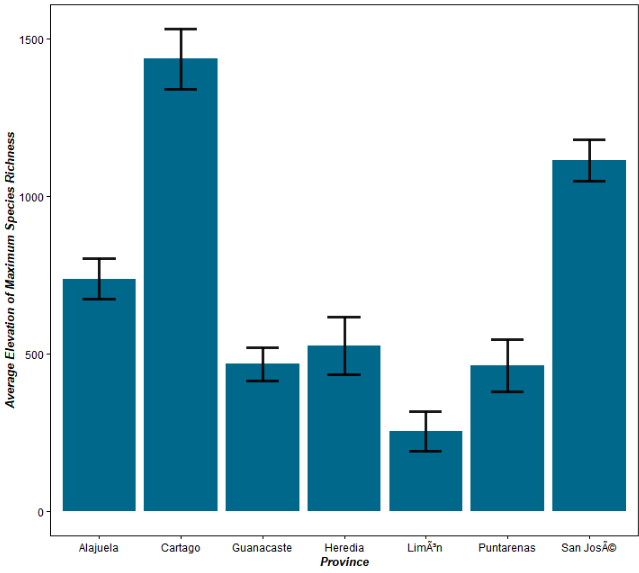 Average Elevation of Maximum Species Richness
1500
1000
500
0
Alajuela Cartago Guanacaste Heredia LimÃ³n Puntarenas San JosÃ©
Province